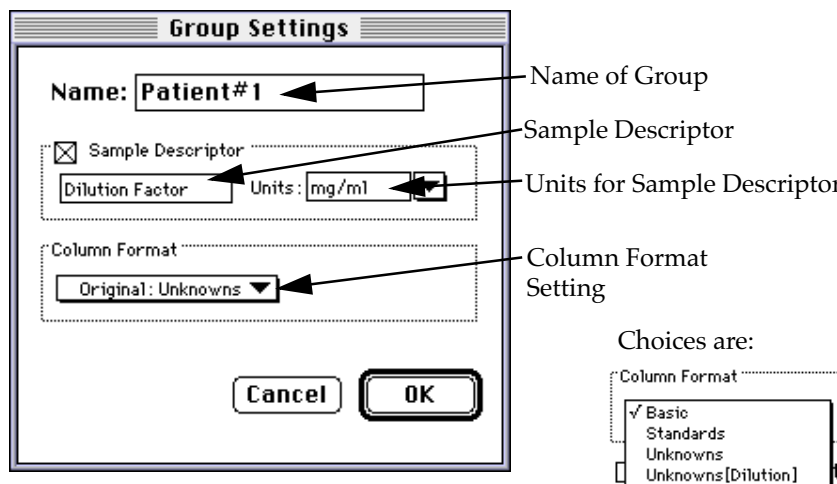 Group Settings
Name: Patient#1
Name of Group
Sample Descriptor
Sample Descriptor
Dilution Factor Units: mg/ml
Units for Sample Descriptor
Column Format
Original: Unknowns
Column Format
Setting
Cancel OK
Choices are:
Column Format
✓ Basic
Standards
Unknowns
Unknowns[Dilution]